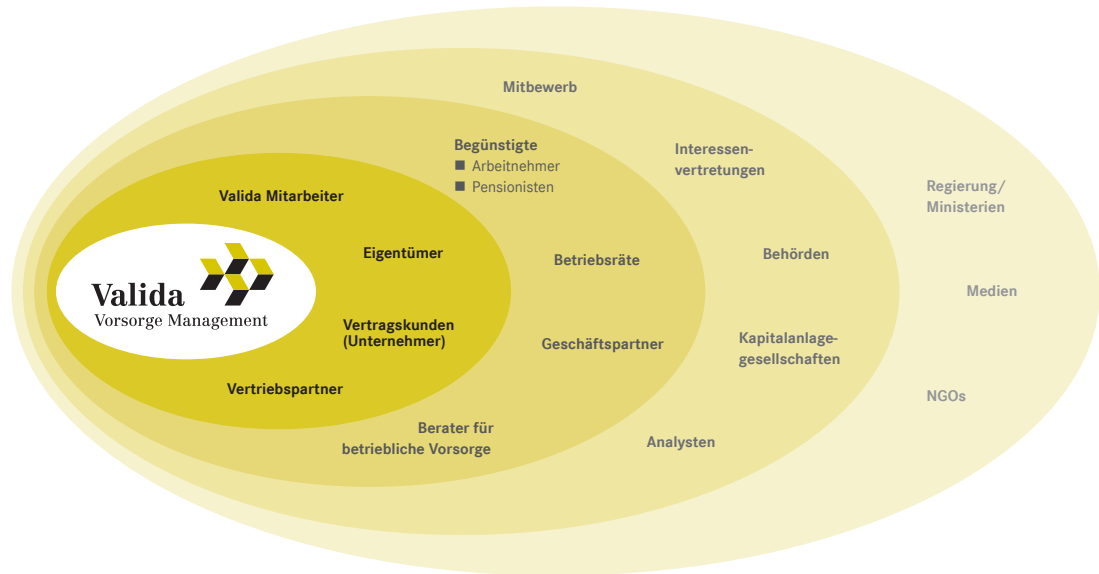 Mitbewerb
Begünstigte
Arbeitnehmer
Pensionisten
Interessen-
vertretungen
Regierung/
Ministerien
Valida Mitarbeiter
Eigentümer
Betriebsräte
Behörden
Valida
Vorsorge Management
Medien
Vertragskunden
(Unternehmer)
Geschäftspartner
Kapitalanlage-
gesellschaften
Vertriebspartner
NGOs
Berater für
betriebliche Vorsorge
Analysten